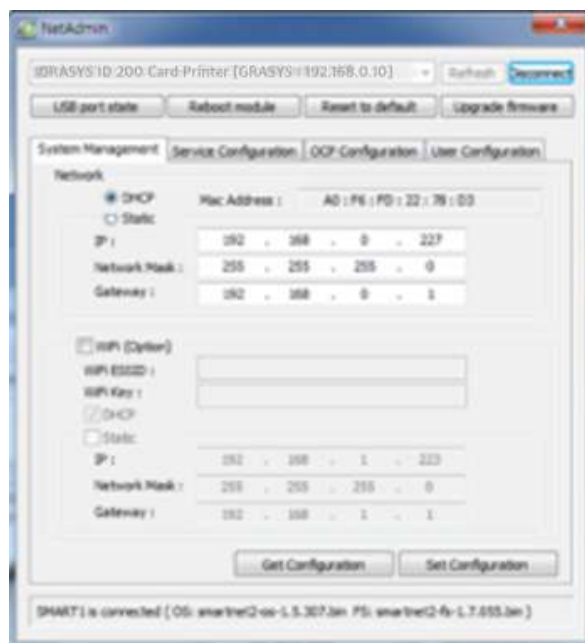 NetAdmin
IDRASYS ID 200 Card-Printer [GRASYS - 192.168.0.10] Refresh Disconnect
USB port state Reboot module Reset to default Upgrade firmware
System Management Service Configuration OCF Configuration User Configuration
Network
DHCP Mac Address : A0 : F6 : FD : 22 : 78 : D3
Static
IP : 192 . 168 . 0 . 227
Network Mask : 255 . 255 . 255 . 0
Gateway : 192 . 168 . 0 . 1
WiFi (Option)
WiFi ESSID :
WiFi Key :
DHCP
Static
IP : 192 . 168 . 1 . 223
Network Mask : 255 . 255 . 255 . 0
Gateway : 192 . 168 . 1 . 1
Get Configuration Set Configuration
SMART1 is connected ( OS: smartnet2-os-1.5.307.bin FS: smartnet2-fs-1.7.655.bin )